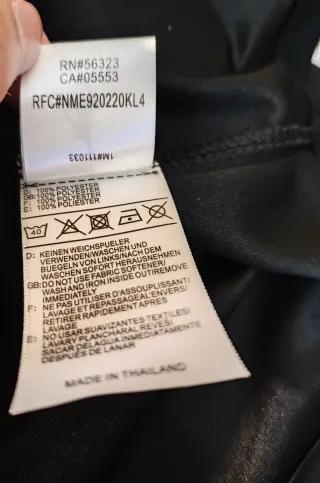 RN#56323
CA#05553
RFC#NME920220KL4
1M#111033
D: 100% POLYESTER
GB: 100% POLYESTER
F: 100% POLYESTER
E: 100% POLIESTER
40
D: KEINEN WEICHSPUELER
VERWENDEN/WASCHEN UND
BUEGELN VON LINKS/NACH DEM
WASCHEN SOFORT HERAUSNEHMEN
GB: DO NOT USE FABRIC SOFTENER/
WASH AND IRON INSIDE OUT/REMOVE
IMMEDIATELY
F: NE PAS UTILISER D'ASSOUPLISSANT/
LAVAGE ET REPASSAGE A L'ENVERS/
RETIRER RAPIDEMENT APRES
LAVAGE
E: NO USAR SUAVIZANTES TEXTILES/
LAVAR Y PLANCHAR AL REVES/
SACAR DEL AGUA INMEDIATAMENTE
DESPUÉS DE LAVAR
MADE IN THAILAND